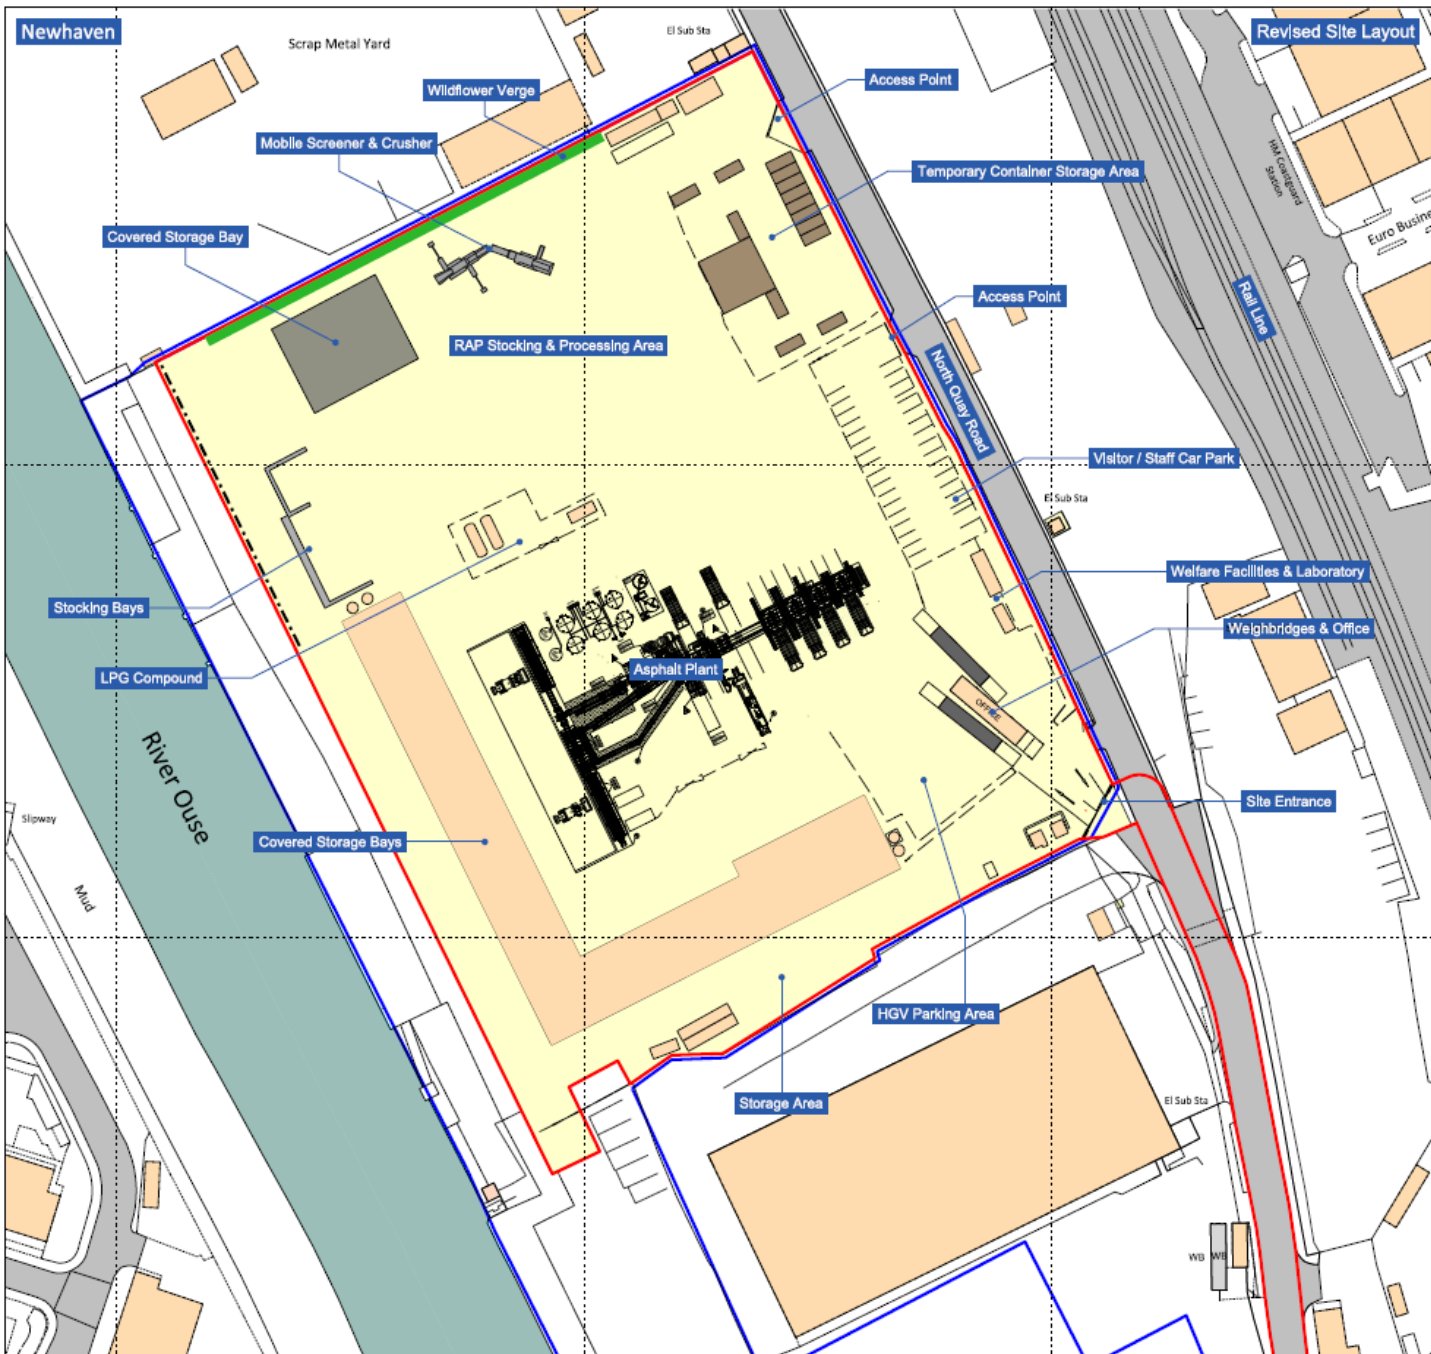 Newhaven
Revised Site Layout
El Sub Sta
Scrap Metal Yard
Access Point
Wildflower Verge
Mobile Screener & Crusher
HM Coastguard
Station
Temporary Container Storage Area
Covered Storage Bay
Euro Busine
Access Point
Rail Line
RAP Stocking & Processing Area
North Quay Road
Visitor / Staff Car Park
El Sub Sta
Welfare Facilities & Laboratory
Stocking Bays
Weighbridges & Office
LPG Compound
Asphalt Plant
OFFICE
River Ouse
Site Entrance
Slipway
Covered Storage Bays
Mud
HGV Parking Area
Storage Area
El Sub Sta
WB
WB